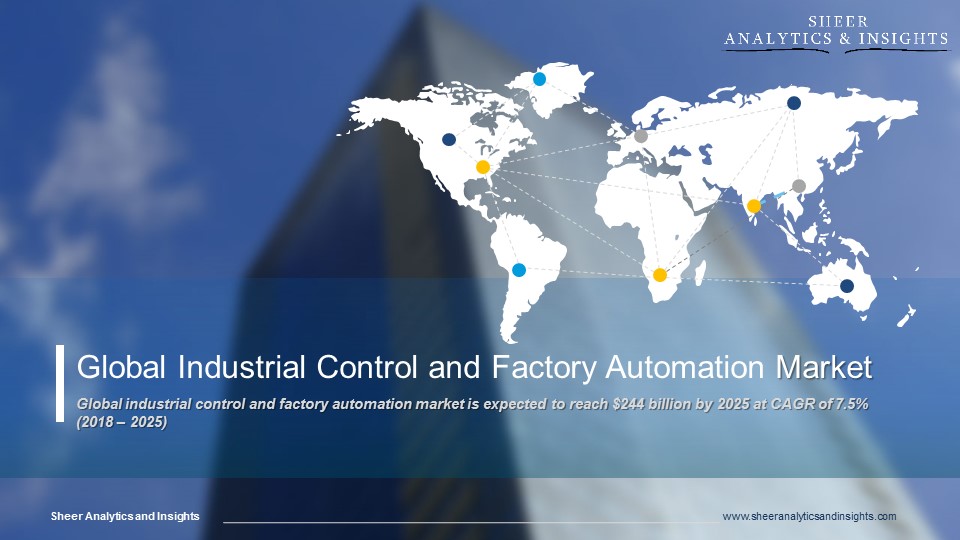 SHEER
ANALYTICS & INSIGHTS
Global Industrial Control and Factory Automation Market
Global industrial control and factory automation market is expected to reach $244 billion by 2025 at CAGR of 7.5%
(2018 – 2025)
Sheer Analytics and Insights
www.sheeranalyticsandinsights.com